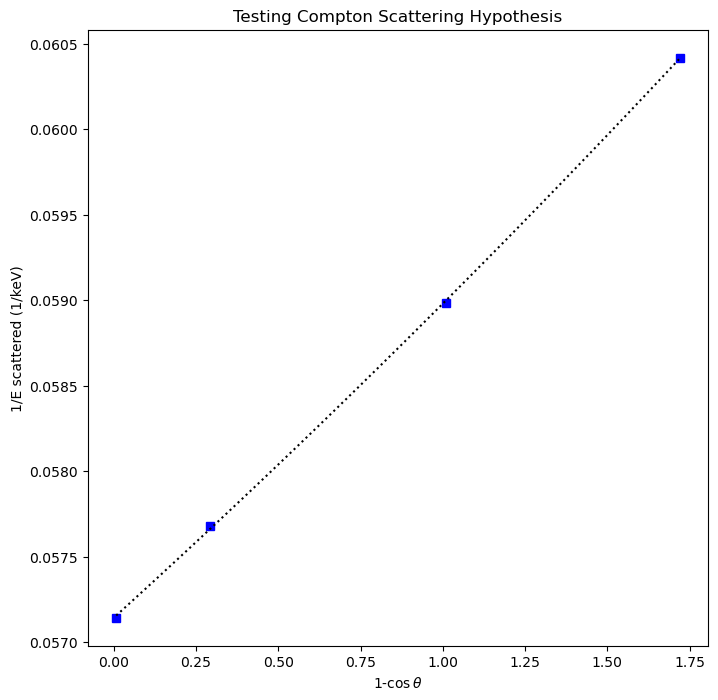 Testing Compton Scattering Hypothesis
0.0605
0.0600
0.0595
0.0590
0.0585
0.0580
0.0575
0.0570
1/E scattered (1/keV)
0.00 0.25 0.50 0.75 1.00 1.25 1.50 1.75
1-cos θ